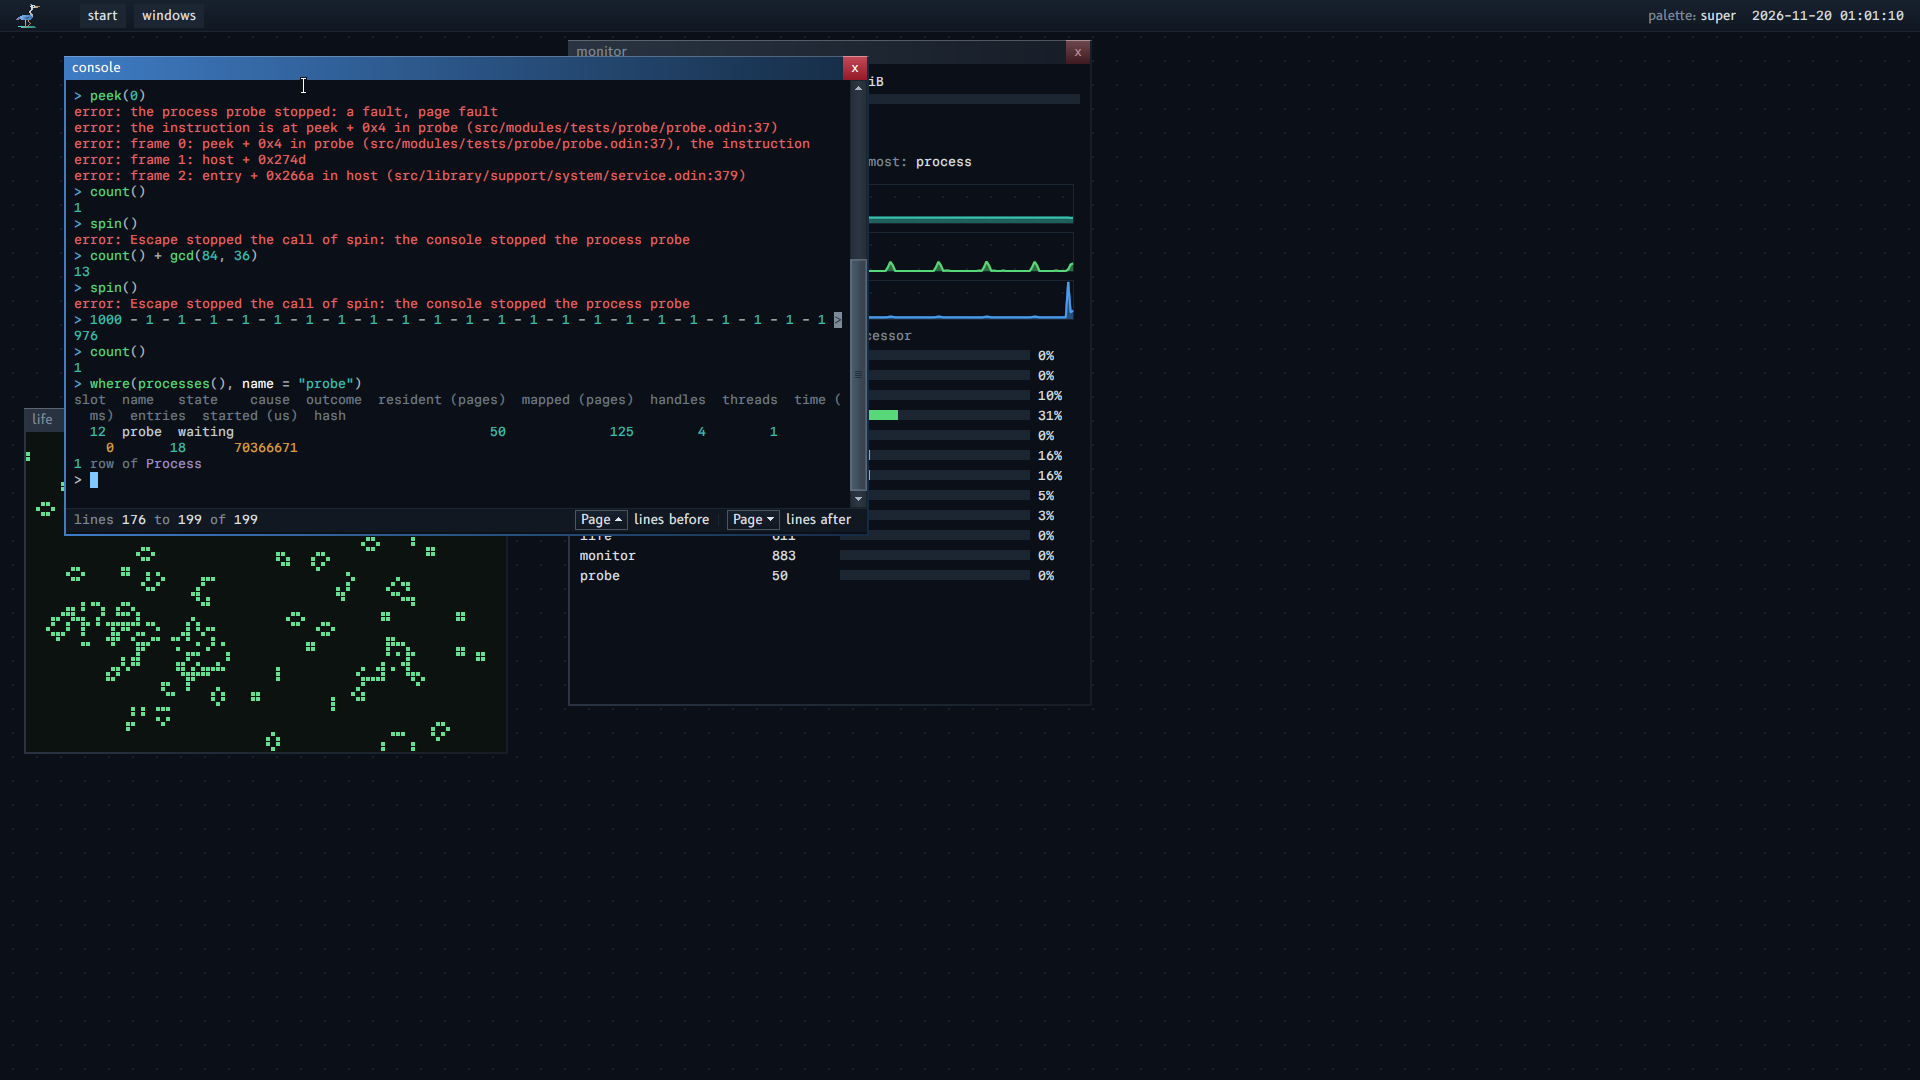 start windows palette: super 2026-11-20 01:01:10
monitor x
console x
iB
> peek(0)
error: the process probe stopped: a fault, page fault
error: the instruction is at peek + 0x4 in probe (src/modules/tests/probe/probe.odin:37)
error: frame 0: peek + 0x4 in probe (src/modules/tests/probe/probe.odin:37), the instruction
error: frame 1: host + 0x274d
error: frame 2: entry + 0x266a in host (src/library/support/system/service.odin:379)
> count()
1
> spin()
error: Escape stopped the call of spin: the console stopped the process probe
> count() + gcd(84, 36)
13
> spin()
error: Escape stopped the call of spin: the console stopped the process probe
> 1000 - 1 - 1 - 1 - 1 - 1 - 1 - 1 - 1 - 1 - 1 - 1 - 1 - 1 - 1 - 1 - 1 - 1 - 1 - 1 - 1 - 1 - 1 >
976
> count()
1
> where(processes(), name = "probe")
slot name state cause outcome resident (pages) mapped (pages) handles threads time (
ms) entries started (us) hash
12 probe waiting 50 125 4 1
0 18 70366671
1 row of Process
>
lines 176 to 199 of 199 Page lines before Page lines after
most: process
cessor
0%
0%
10%
31%
0%
16%
16%
5%
3%
0%
monitor 883 0%
probe 50 0%
life